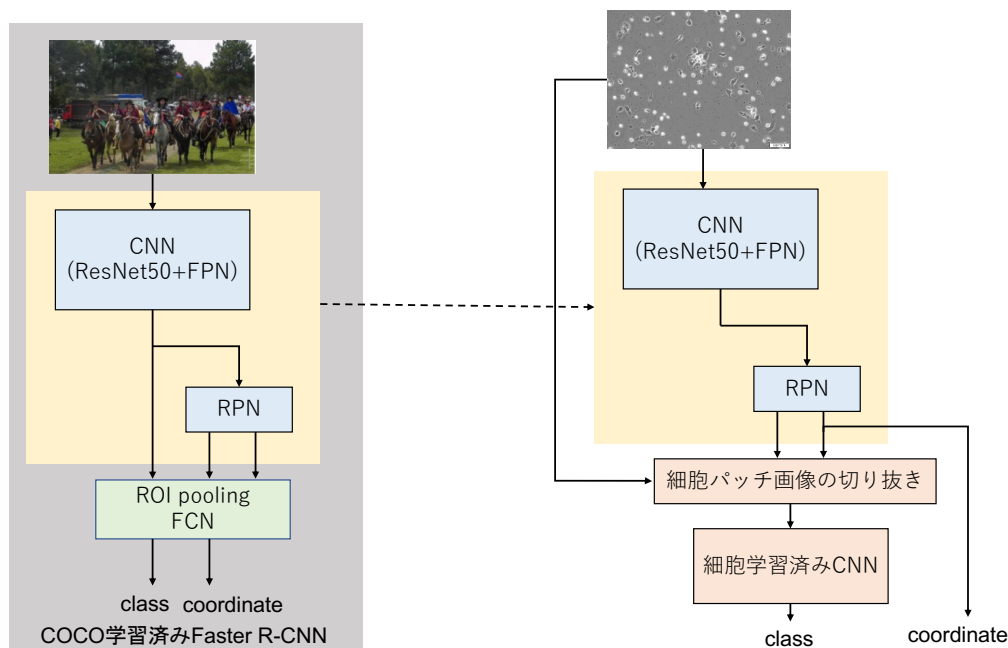 CNN
(ResNet50+FPN)
RPN
ROI pooling
FCN
class coordinate
COCO学習済みFaster R-CNN
CNN
(ResNet50+FPN)
RPN
細胞パッチ画像の切り抜き
細胞学習済みCNN
class
coordinate